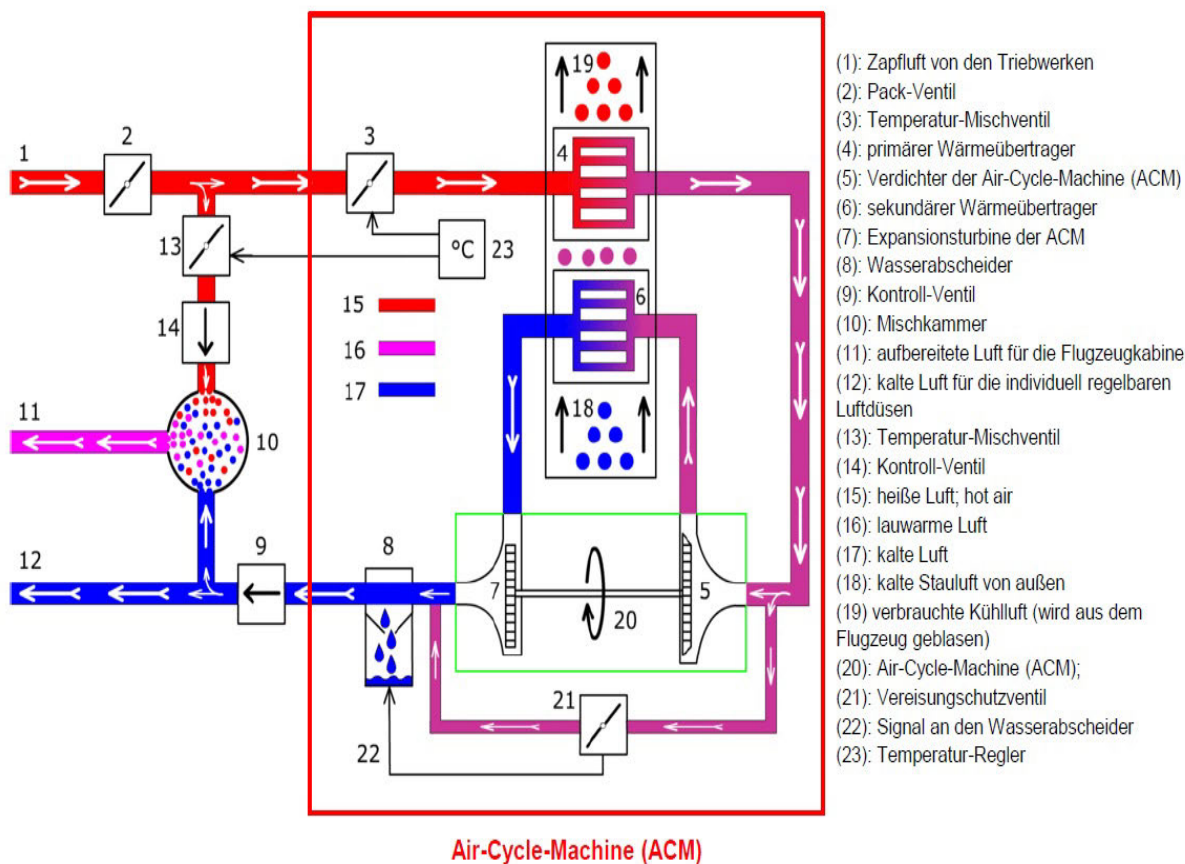 19
(1): Zapfluft von den Triebwerken
(2): Pack-Ventil
(3): Temperatur-Mischventil
(4): primärer Wärmeübertrager
(5): Verdichter der Air-Cycle-Machine (ACM)
(6): sekundärer Wärmeübertrager
(7): Expansionsturbine der ACM
(8): Wasserabscheider
(9): Kontroll-Ventil
(10): Mischkammer
(11): aufbereitete Luft für die Flugzeugkabine
(12): kalte Luft für die individuell regelbaren
Luftdüsen
(13): Temperatur-Mischventil
(14): Kontroll-Ventil
(15): heiße Luft; hot air
(16): lauwarme Luft
(17): kalte Luft
(18): kalte Stauluft von außen
(19) verbrauchte Kühlluft (wird aus dem
Flugzeug geblasen)
(20): Air-Cycle-Machine (ACM);
(21): Vereisungschutzventil
(22): Signal an den Wasserabscheider
(23): Temperatur-Regler
1
2
3
4
13
°C
23
14
15
16
17
6
18
11
10
12
9
8
7
20
5
21
22
Air-Cycle-Machine (ACM)